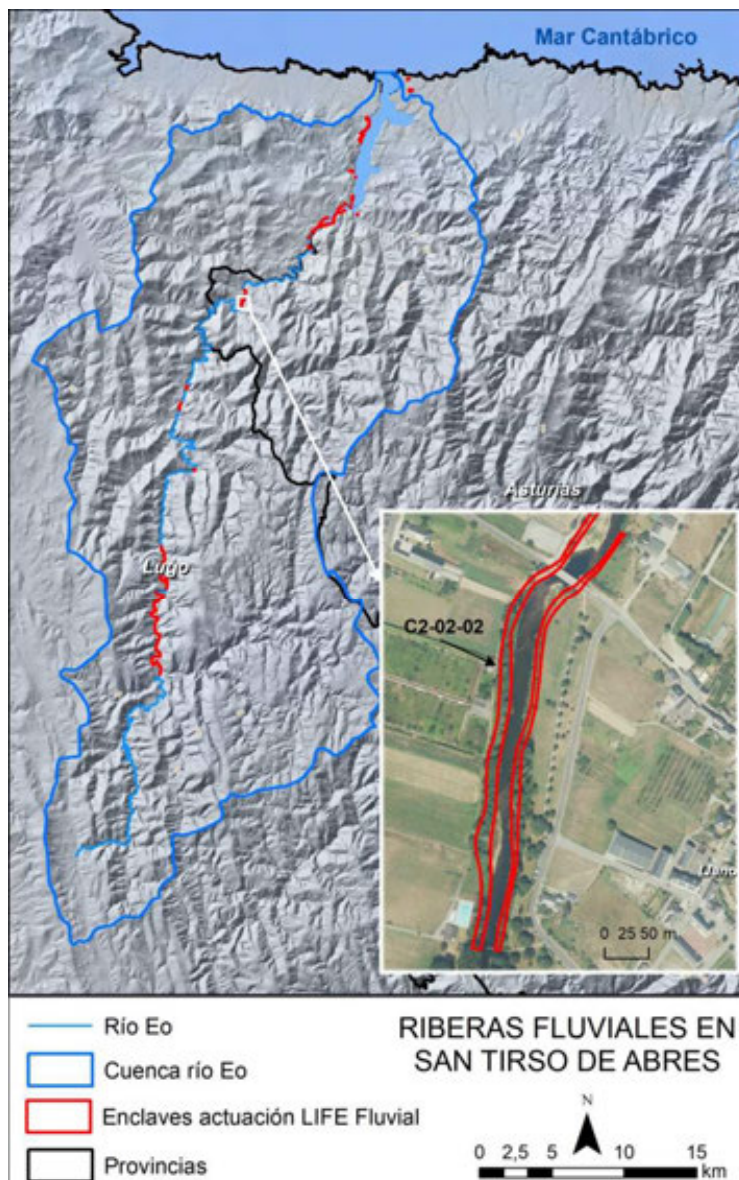 Mar Cantábrico
Asturias
Lugo
C2-02-02
Llano
0 25 50 m.
Río Eo
Cuenca río Eo
Enclaves actuación LIFE Fluvial
Provincias
RIBERAS FLUVIALES EN
SAN TIRSO DE ABRES
N
0 2,5 5 10 15
km